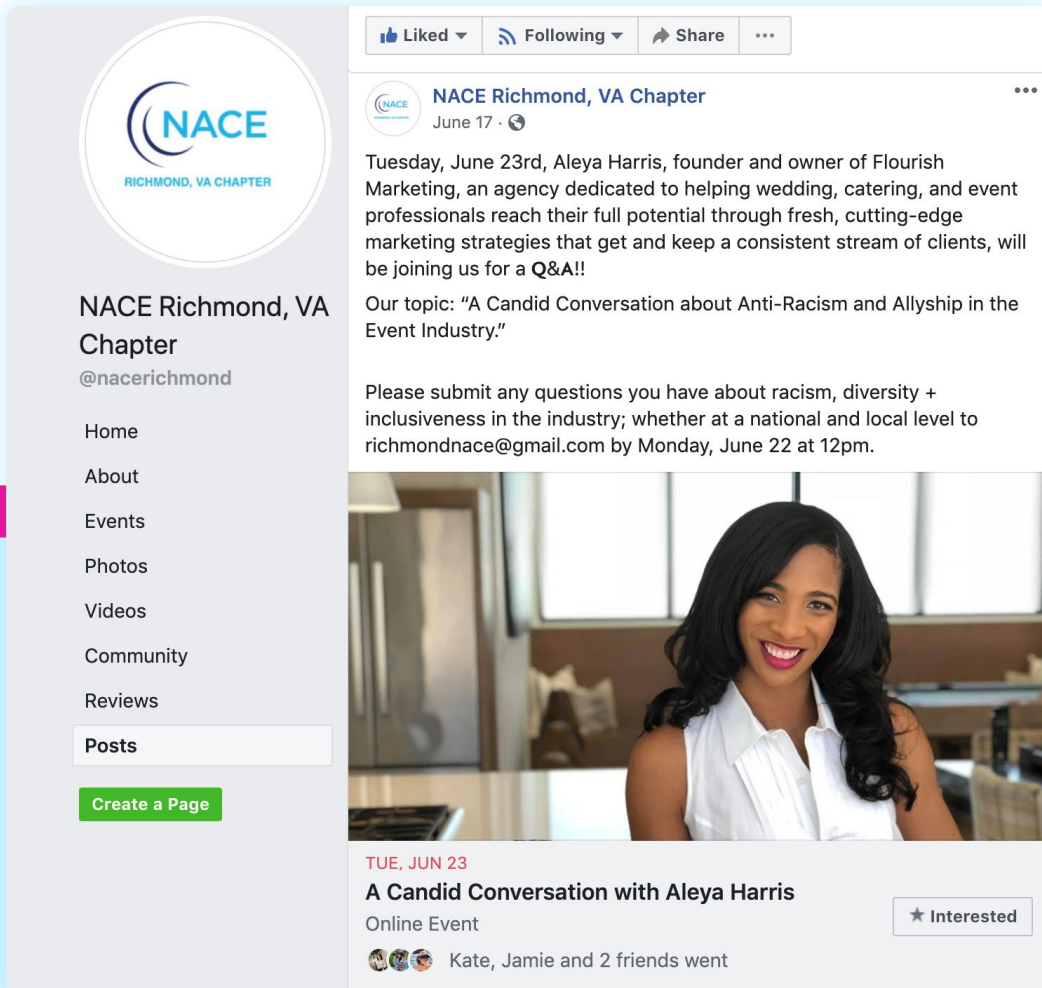 NACE
RICHMOND, VA CHAPTER
NACE Richmond, VA
Chapter
@nacerichmond
Home
About
Events
Photos
Videos
Community
Reviews
Posts
Create a Page
Liked
Following
Share
NACE
NACE Richmond, VA Chapter
June 17 ·
Tuesday, June 23rd, Aleya Harris, founder and owner of Flourish
Marketing, an agency dedicated to helping wedding, catering, and event
professionals reach their full potential through fresh, cutting-edge
marketing strategies that get and keep a consistent stream of clients, will
be joining us for a Q&A!!
Our topic: “A Candid Conversation about Anti-Racism and Allyship in the
Event Industry.”
Please submit any questions you have about racism, diversity +
inclusiveness in the industry; whether at a national and local level to
richmondnace@gmail.com by Monday, June 22 at 12pm.
TUE, JUN 23
A Candid Conversation with Aleya Harris
Online Event
Interested
Kate, Jamie and 2 friends went